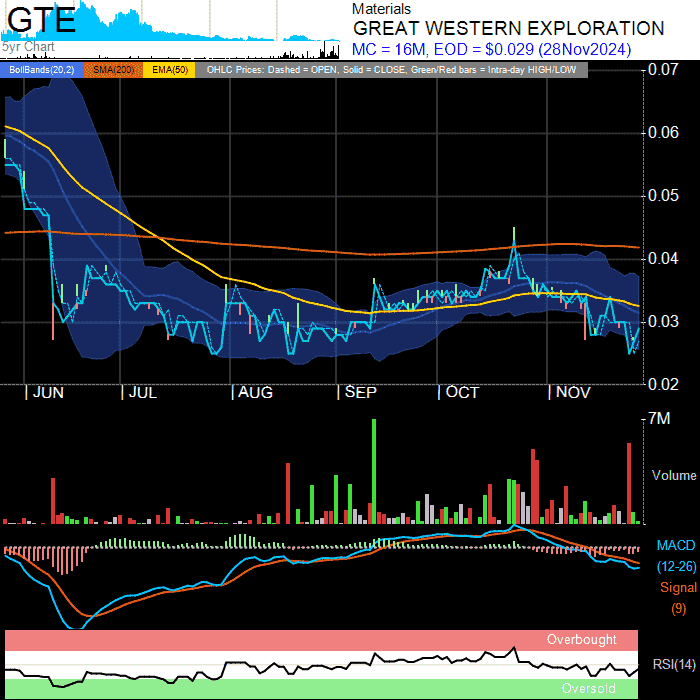 GTE
5yr Chart
Materials
GREAT WESTERN EXPLORATION
MC = 16M, EOD = $0.029 (28Nov2024)
BollBands(20,2) SMA(200) EMA(50) OHLC Prices: Dashed = OPEN, Solid = CLOSE, Green/Red bars = Intra-day HIGH/LOW
0.07
0.06
0.05
0.04
0.03
0.02
JUN JUL AUG SEP OCT NOV
7M
Volume
MACD
(12-26)
Signal
(9)
Overbought
RSI(14)
Oversold